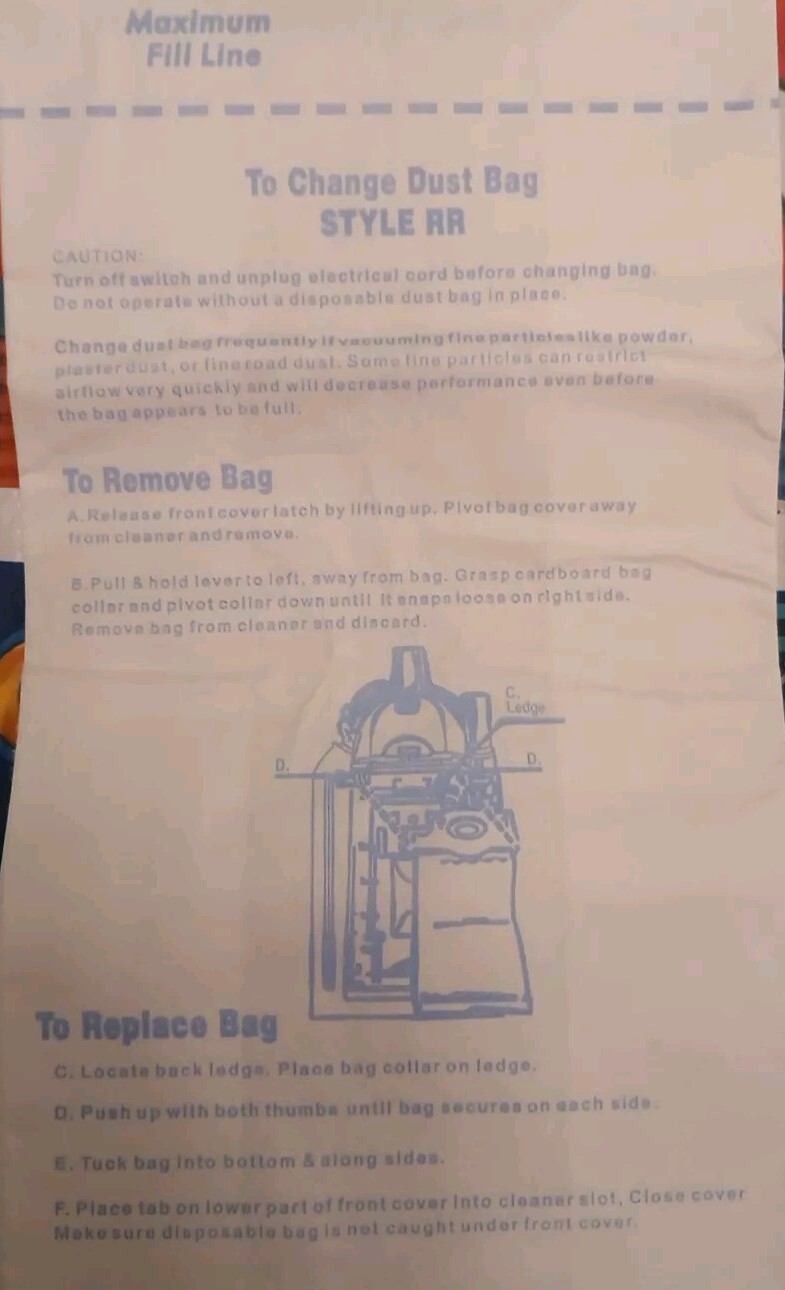 Maximum
Fill Line
To Change Dust Bag
STYLE RR
CAUTION:
Turn off switch and unplug electrical cord before changing bag.
Do not operate without a disposable dust bag in place.
Change dust bag frequently if vacuuming fine particles like powder,
plaster dust, or fine road dust. Some fine particles can restrict
airflow very quickly and will decrease performance even before
the bag appears to be full.
To Remove Bag
A. Release front cover latch by lifting up. Pivot bag cover away
from cleaner and remove.
B. Pull & hold lever to left, away from bag. Grasp cardboard bag
collar and pivot collar down until it snaps loose on right side.
Remove bag from cleaner and discard.
C.
Ledge
D.
D.
To Replace Bag
C. Locate back ledge. Place bag collar on ledge.
D. Push up with both thumbs until bag secures on each side.
E. Tuck bag into bottom & along sides.
F. Place tab on lower part of front cover into cleaner slot, Close cover
Make sure disposable bag is not caught under front cover.